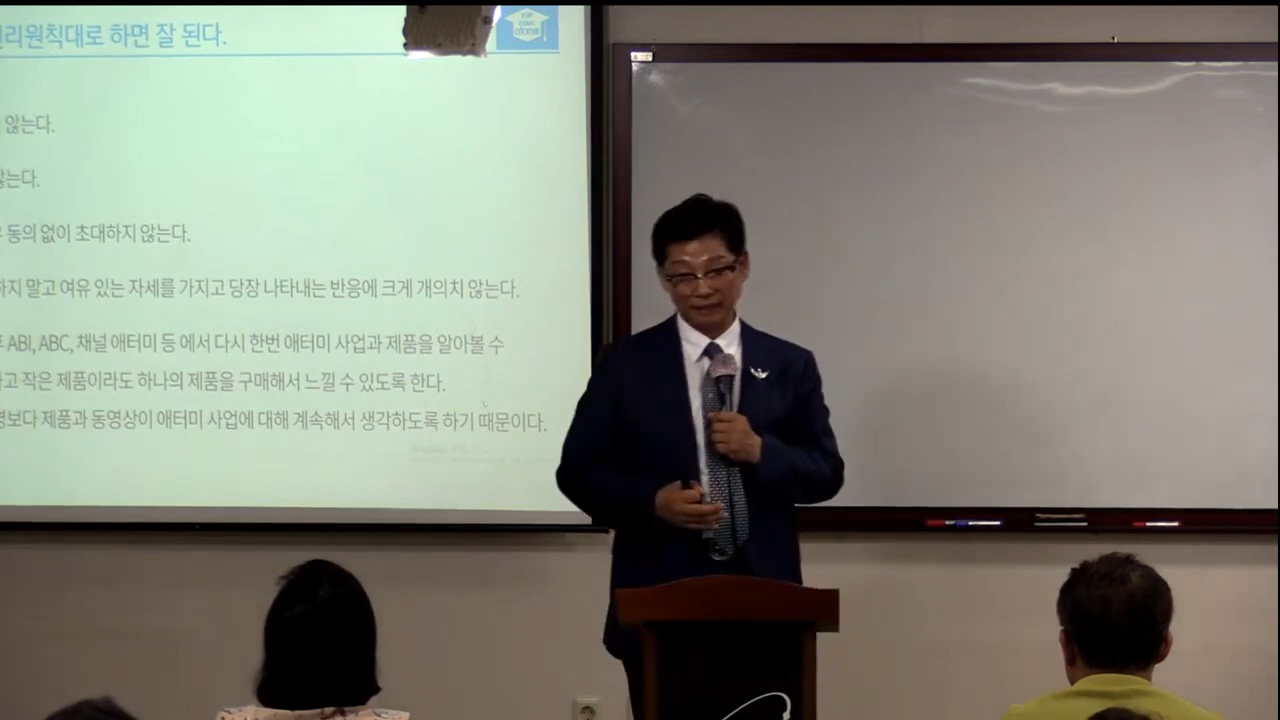 원칙대로 하면 잘 된다.
않는다.
않는다.
동의 없이 초대하지 않는다.
하지 말고 여유 있는 자세를 가지고 당장 나타내는 반응에 크게 개의치 않는다.
ABI, ABC, 채널 애터미 등 에서 다시 한번 애터미 사업과 제품을 알아볼 수
하고 작은 제품이라도 하나의 제품을 구매해서 느낄 수 있도록 한다.
제품과 동영상이 애터미 사업에 대해 계속해서 생각하도록 하기 때문이다.